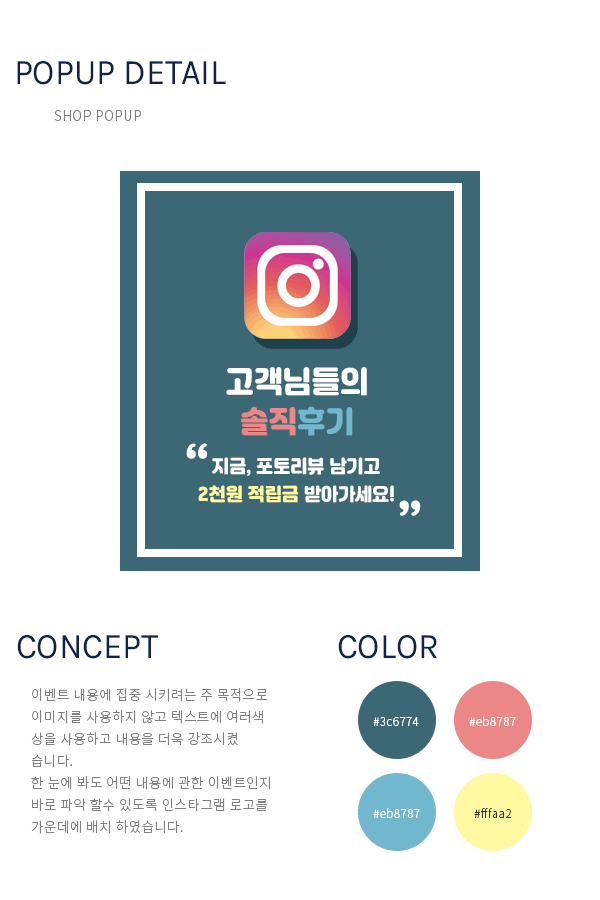 POPUP DETAIL
SHOP POPUP
고객님들의
솔직후기
“ 지금, 포토리뷰 남기고
2천원 적립금 받아가세요! ”
CONCEPT
이벤트 내용에 집중 시키려는 주 목적으로
이미지를 사용하지 않고 텍스트에 여러색
상을 사용하고 내용을 더욱 강조시켰
습니다.
한 눈에 봐도 어떤 내용에 관한 이벤트인지
바로 파악 할수 있도록 인스타그램 로고를
가운데에 배치 하였습니다.
COLOR
#3c6774
#eb8787
#eb8787
#fffaa2